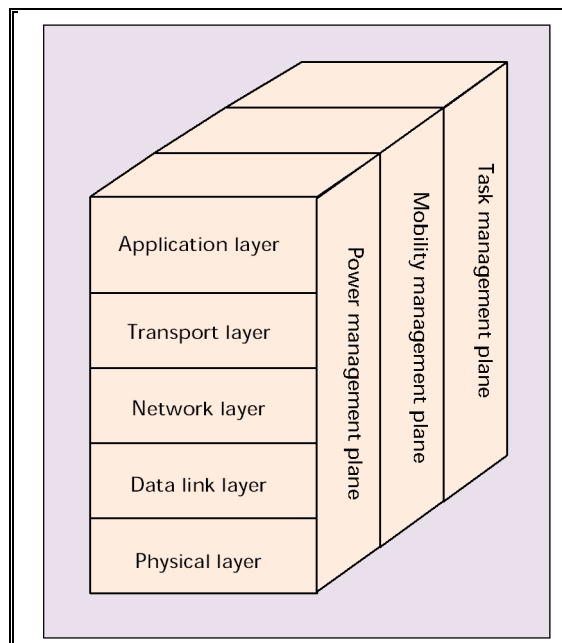 Application layer
Transport layer
Network layer
Data link layer
Physical layer
Power management plane
Mobility management plane
Task management plane